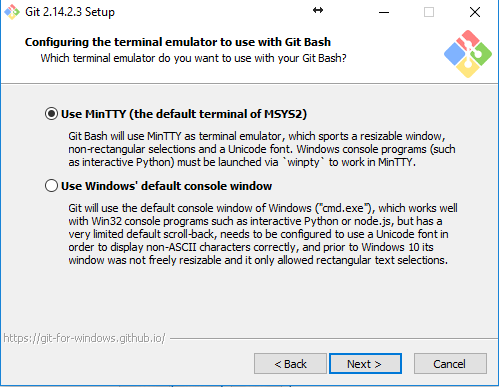 Git 2.14.2.3 Setup
Configuring the terminal emulator to use with Git Bash
Which terminal emulator do you want to use with your Git Bash?
Use MinTTY (the default terminal of MSYS2)
Git Bash will use MinTTY as terminal emulator, which sports a resizable window,
non-rectangular selections and a Unicode font. Windows console programs (such
as interactive Python) must be launched via `winpty` to work in MinTTY.
Use Windows' default console window
Git will use the default console window of Windows ("cmd.exe"), which works well
with Win32 console programs such as interactive Python or node.js, but has a
very limited default scroll-back, needs to be configured to use a Unicode font in
order to display non-ASCII characters correctly, and prior to Windows 10 its
window was not freely resizable and it only allowed rectangular text selections.
https://git-for-windows.github.io/
< Back
Next >
Cancel